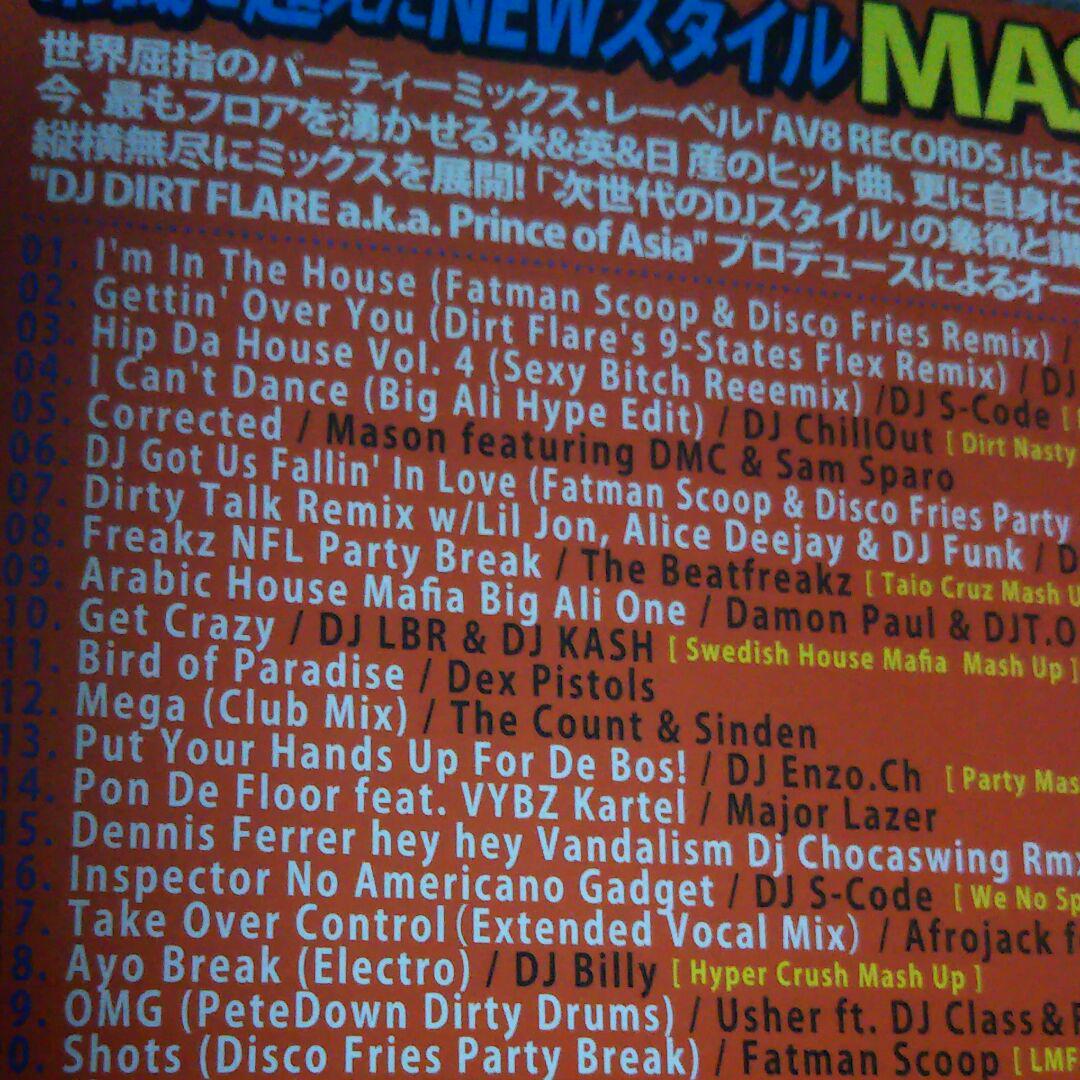 を超えたNEWスタイル MAS
世界屈指のパーティーミックス・レーベル「AV8 RECORDS」によ
今、最もフロアを湧かせる 米&英&日 産のヒット曲、更に自身に
縦横無尽にミックスを展開!「次世代のDJスタイル」の象徴と讃
"DJ DIRT FLARE a.k.a. Prince of Asia" プロデュースによるオー
01. I'm In The House (Fatman Scoop & Disco Fries Remix) /
02. Gettin' Over You (Dirt Flare's 9-States Flex Remix) / DJ
03. Hip Da House Vol. 4 (Sexy Bitch Reeemix) /DJ S-Code [
04. I Can't Dance (Big Ali Hype Edit) / DJ ChillOut [ Dirt Nasty
05. Corrected / Mason featuring DMC & Sam Sparo
06. DJ Got Us Fallin' In Love (Fatman Scoop & Disco Fries Party
07. Dirty Talk Remix w/Lil Jon, Alice Deejay & DJ Funk / D
08. Freakz NFL Party Break / The Beatfreakz [ Taio Cruz Mash U
09. Arabic House Mafia Big Ali One / Damon Paul & DJT.O
10. Get Crazy / DJ LBR & DJ KASH [ Swedish House Mafia Mash Up ]
11. Bird of Paradise / Dex Pistols
12. Mega (Club Mix) / The Count & Sinden
13. Put Your Hands Up For De Bos! / DJ Enzo.Ch [ Party Mas
14. Pon De Floor feat. VYBZ Kartel / Major Lazer
15. Dennis Ferrer hey hey Vandalism Dj Chocaswing Rmx
16. Inspector No Americano Gadget / DJ S-Code [ We No Sp
17. Take Over Control (Extended Vocal Mix) / Afrojack f
8. Ayo Break (Electro) / DJ Billy [ Hyper Crush Mash Up ]
9. OMG (PeteDown Dirty Drums) / Usher ft. DJ Class &
0. Shots (Disco Fries Party Break) / Fatman Scoop [ LMF